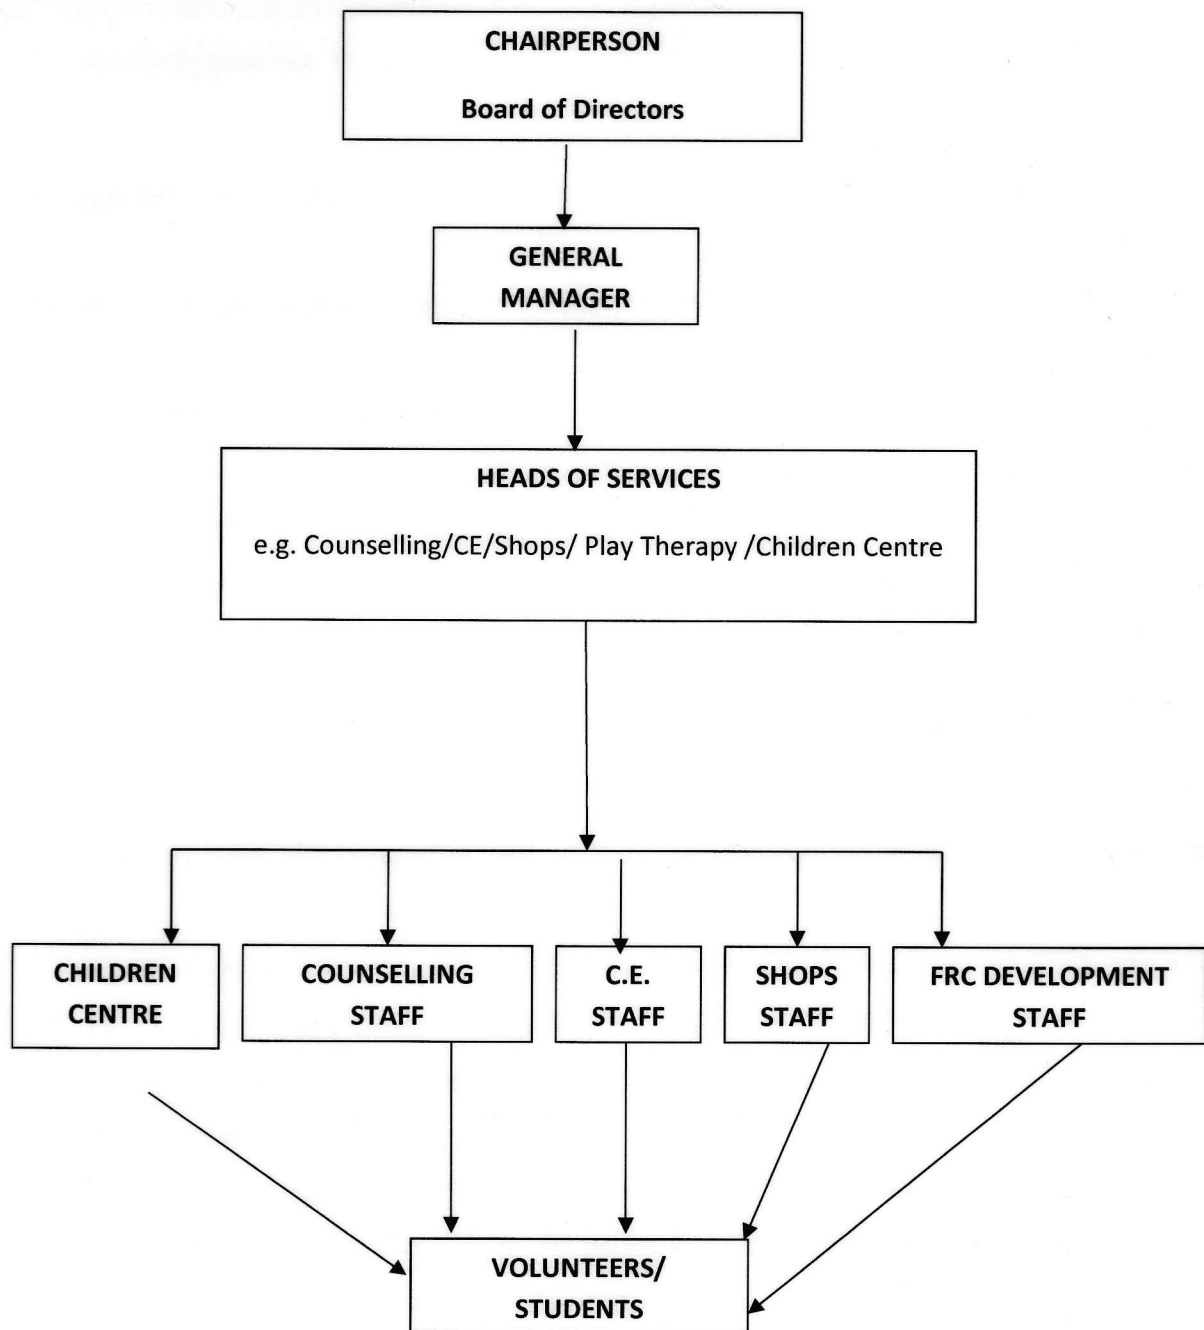 CHAIRPERSON
Board of Directors
GENERAL
MANAGER
HEADS OF SERVICES
e.g. Counselling/CE/Shops/ Play Therapy /Children Centre
CHILDREN
CENTRE
COUNSELLING
STAFF
C.E.
STAFF
SHOPS
STAFF
FRC DEVELOPMENT
STAFF
VOLUNTEERS/
STUDENTS